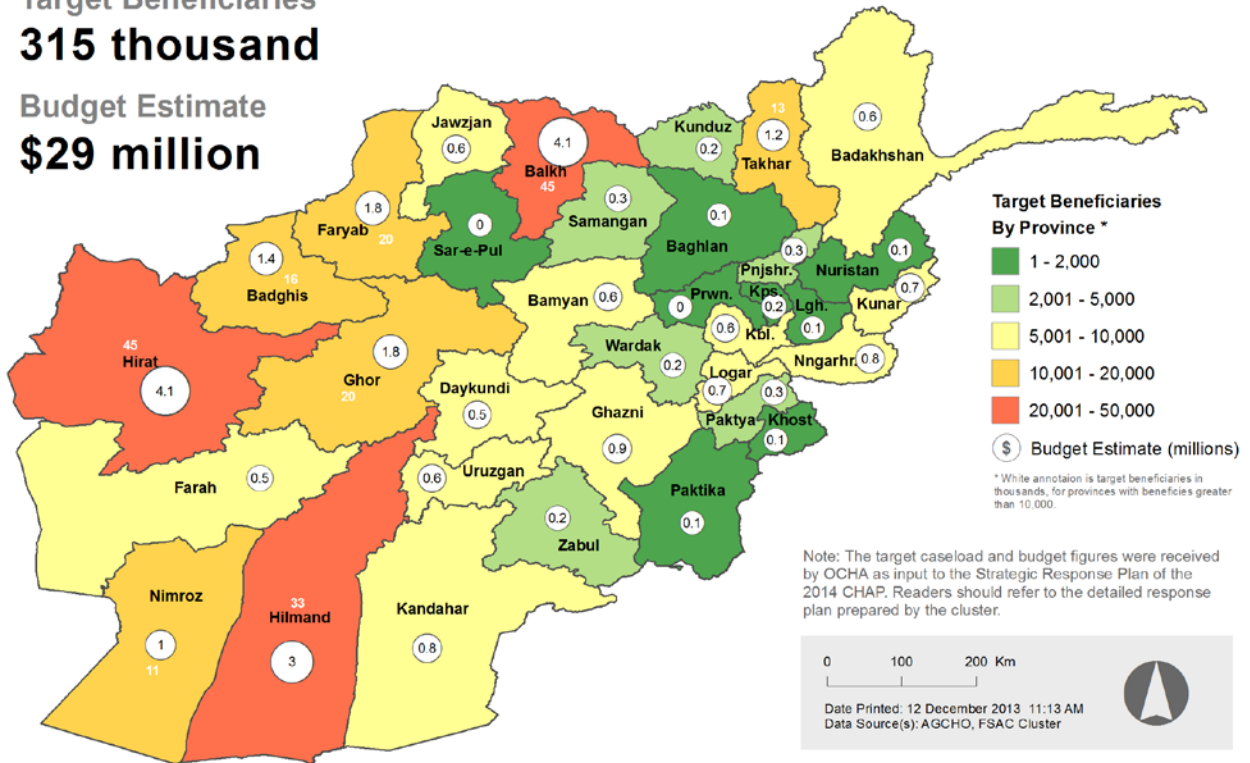 Target Beneficiaries
315 thousand
Budget Estimate
$29 million
Jawzjan
0.6
4.1
Balkh
45
Kunduz
0.2
13
1.2
Takhar
0.6
Badakhshan
1.8
Faryab
20
0
Sar-e-Pul
0.3
Samangan
0.1
Baghlan
0.3
Pnjshr.
0.1
Nuristan
1.4
16
Badghis
0.6
Bamyan
Prwn.
0
Kps.
0.2
Lgh.
0.1
0.7
Kunar
0.6
Kbl.
45
Hirat
4.1
1.8
Ghor
20
Wardak
0.2
Nngarhr.
0.8
Logar
0.7
Daykundi
0.5
Ghazni
0.9
0.3
Paktya
Khost
0.1
Farah
0.5
0.6
Uruzgan
Paktika
0.1
0.2
Zabul
Nimroz
1
11
33
Hilmand
3
Kandahar
0.8
Target Beneficiaries
By Province *
1 - 2,000
2,001 - 5,000
5,001 - 10,000
10,001 - 20,000
20,001 - 50,000
$ Budget Estimate (millions)
* White annotaion is target beneficiaries in
thousands, for provinces with beneficies greater
than 10,000.
Note: The target caseload and budget figures were received
by OCHA as input to the Strategic Response Plan of the
2014 CHAP. Readers should refer to the detailed response
plan prepared by the cluster.
0 100 200 Km
Date Printed: 12 December 2013 11:13 AM
Data Source(s): AGCHO, FSAC Cluster